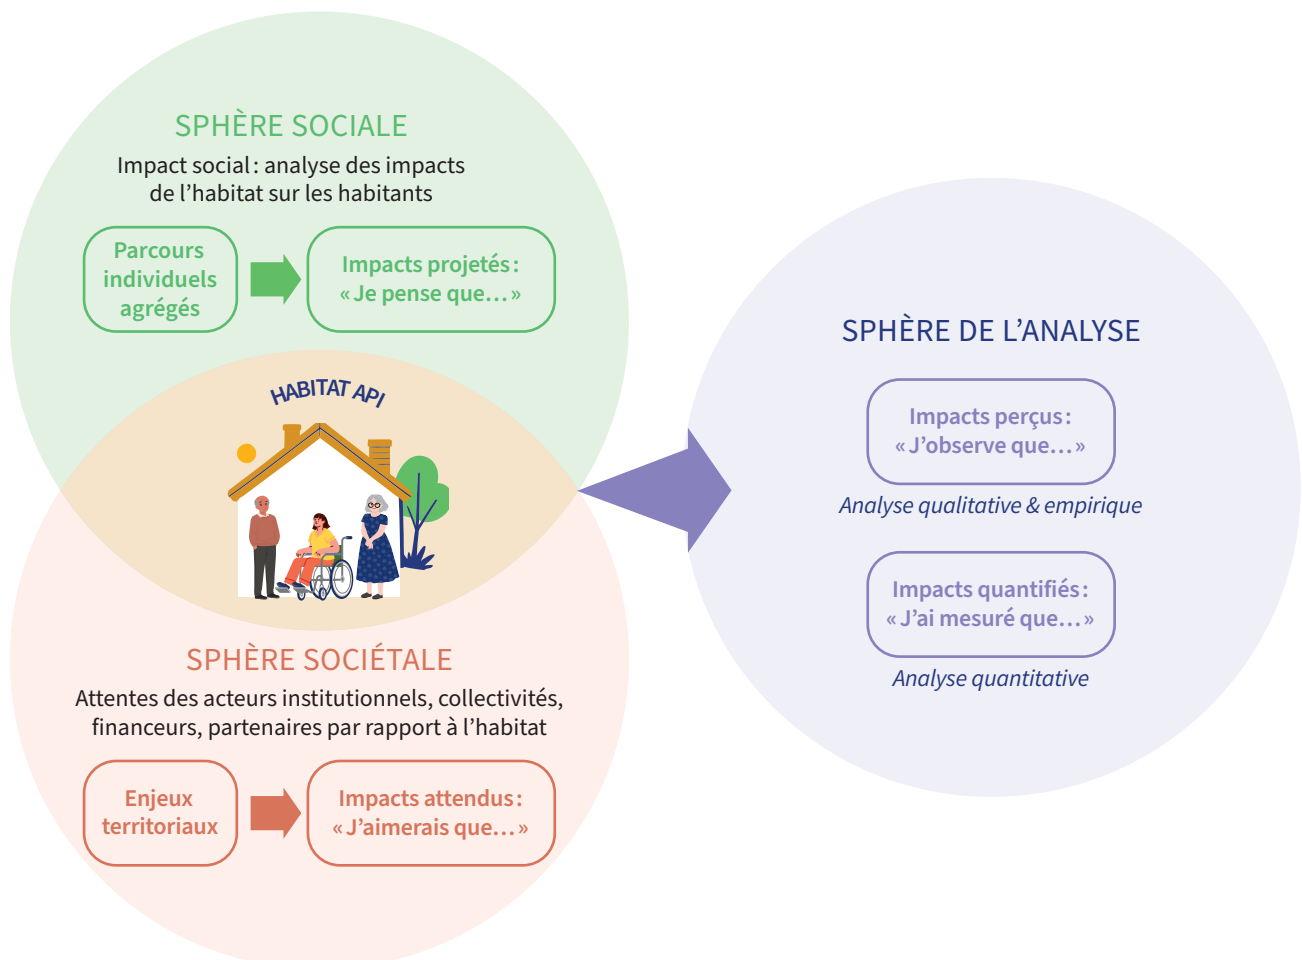 SPHÈRE SOCIALE
Impact social : analyse des impacts
de l’habitat sur les habitants
Parcours
individuels
agrégés
Impacts projetés :
« Je pense que… »
HABITAT API
SPHÈRE SOCIÉTALE
Attentes des acteurs institutionnels, collectivités,
financeurs, partenaires par rapport à l’habitat
Enjeux
territoriaux
Impacts attendus :
« J’aimerais que… »
SPHÈRE DE L’ANALYSE
Impacts perçus :
« J’observe que… »
Analyse qualitative & empirique
Impacts quantifiés :
« J’ai mesuré que… »
Analyse quantitative